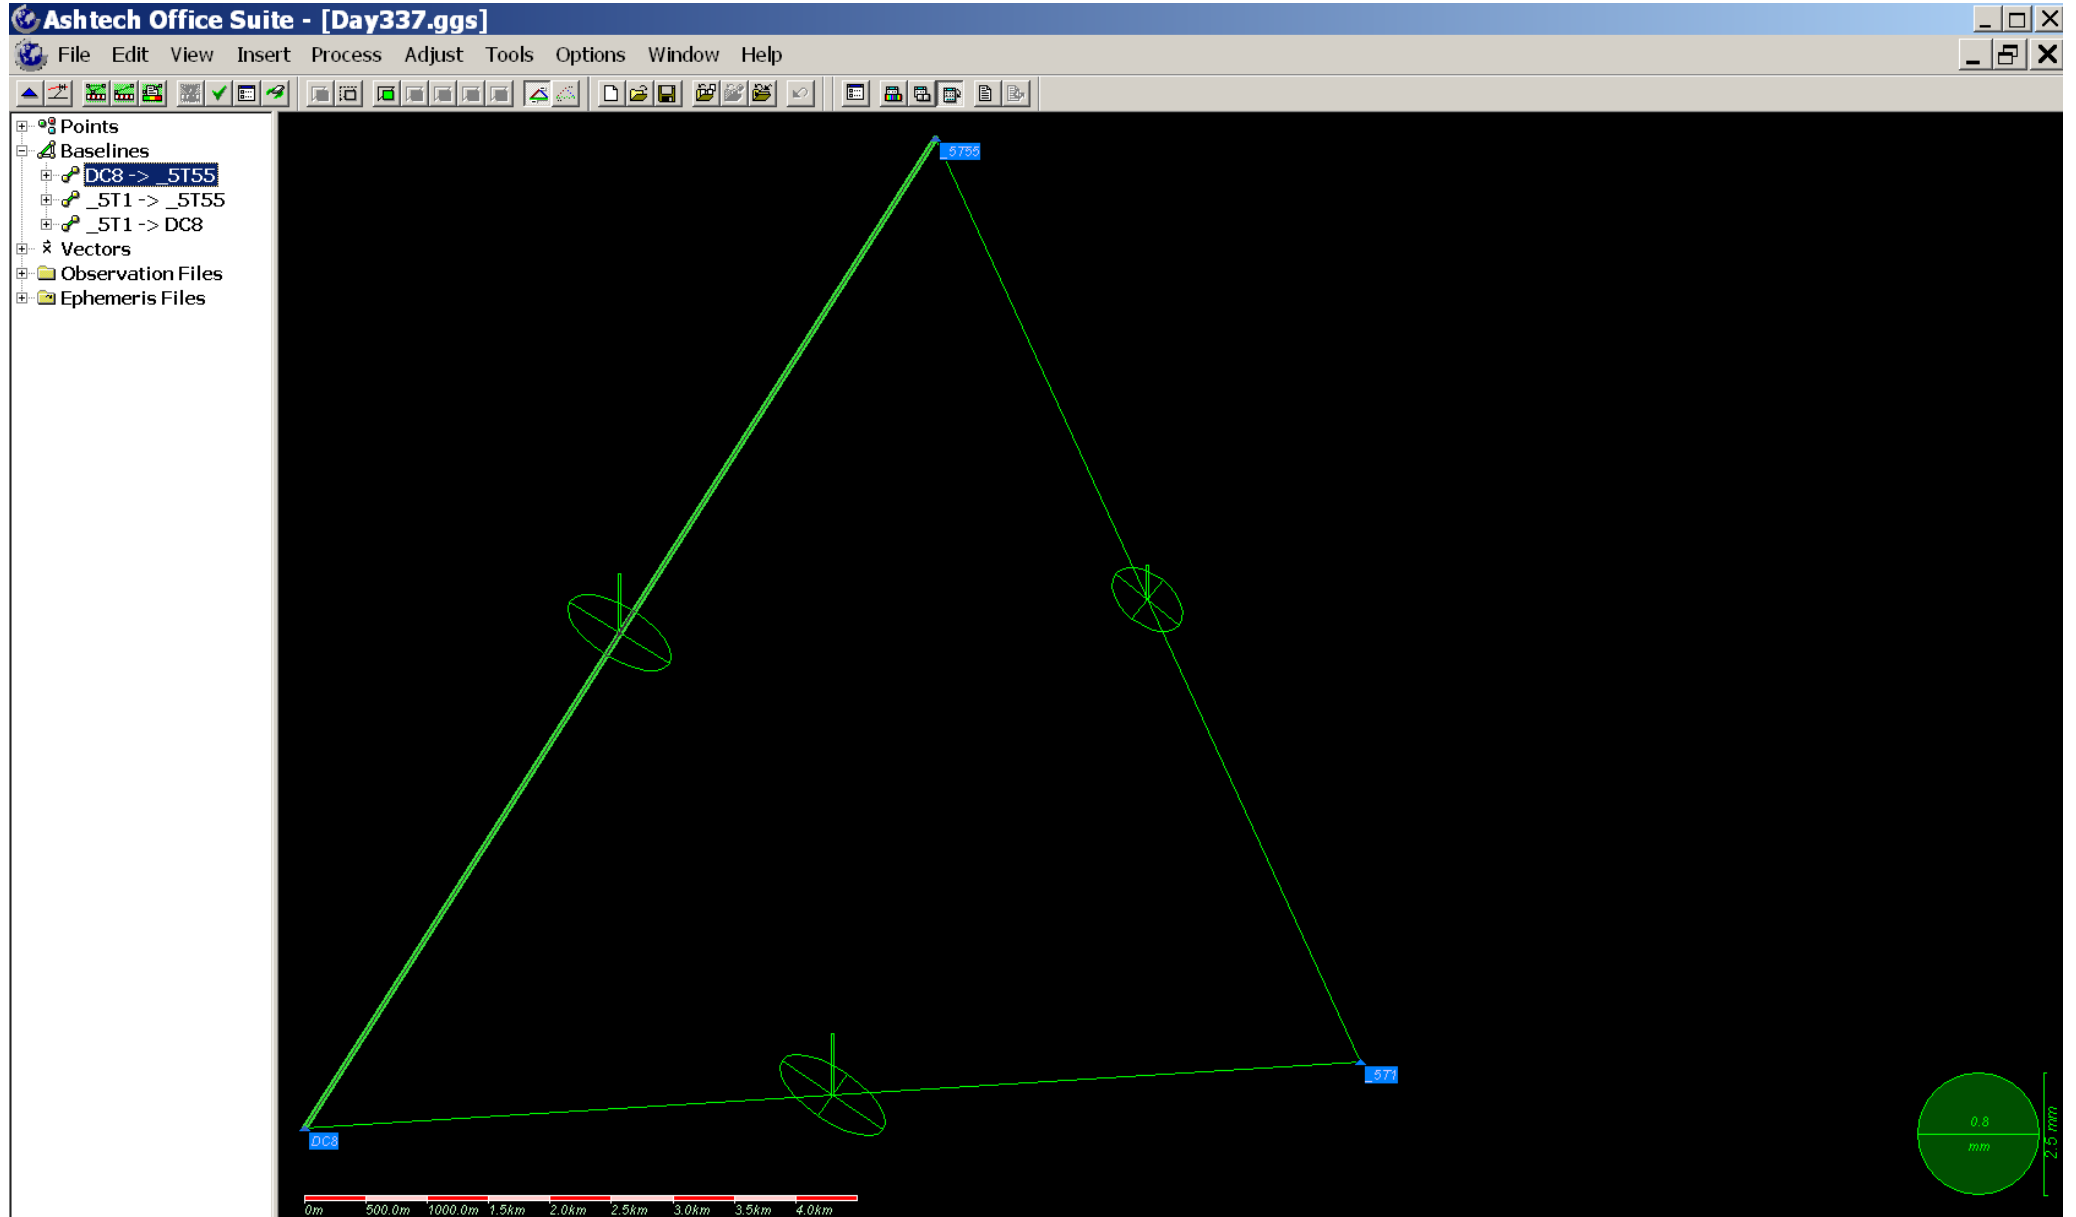 Ashtech Office Suite - [Day337.ggs]
File Edit View Insert Process Adjust Tools Options Window Help
Points
Baselines
DC8 -> _5T55
_5T1 -> _5T55
_5T1 -> DC8
Vectors
Observation Files
Ephemeris Files
_5T55
_5T1
DC8
0.8
mm
2.5 mm
0m 500.0m 1000.0m 1.5km 2.0km 2.5km 3.0km 3.5km 4.0km